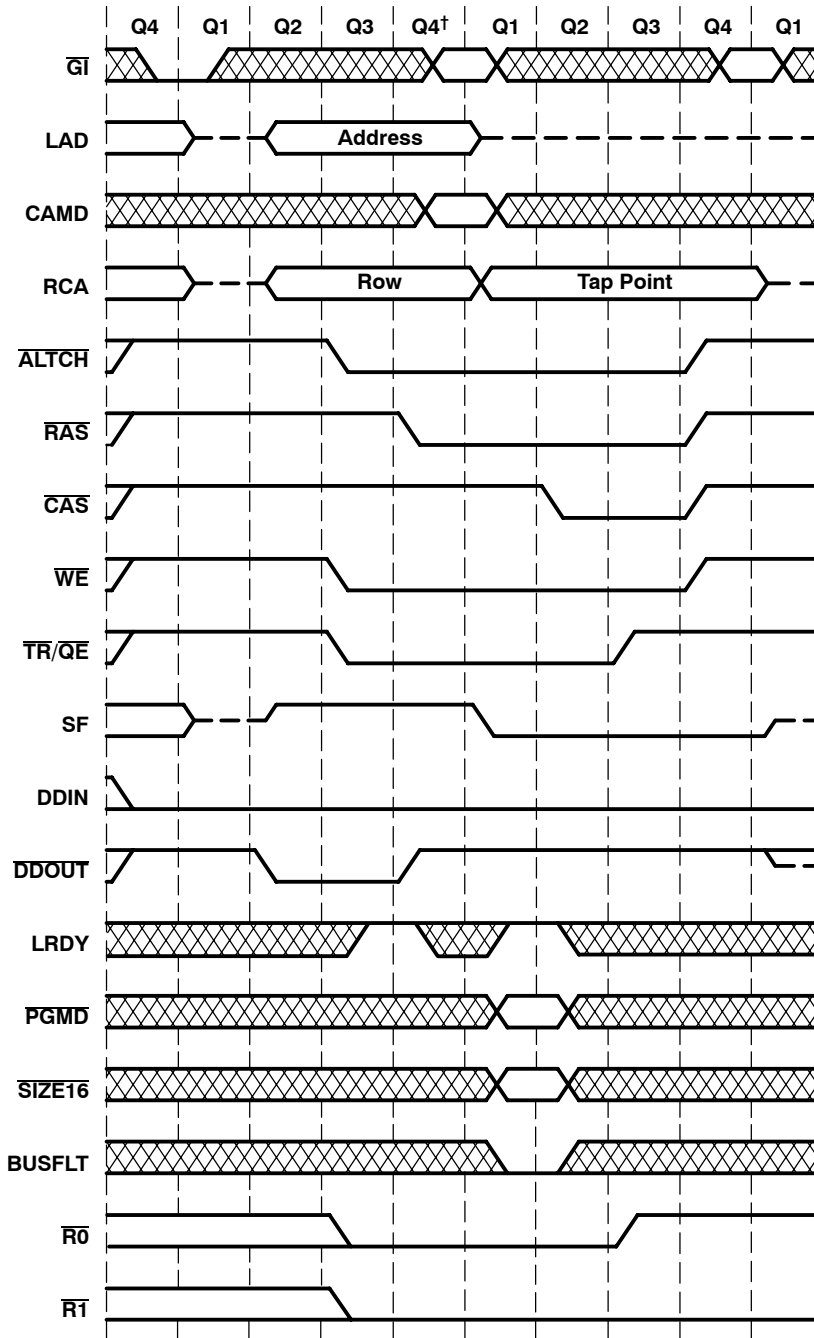 Q4 Q1 Q2 Q3 Q4† Q1 Q2 Q3 Q4 Q1
GI
LAD Address
CAMD
RCA Row Tap Point
ALTCH
RAS
CAS
WE
TR/QE
SF
DDIN
DDOUT
LRDY
PGMD
SIZE16
BUSFLT
R0
R1